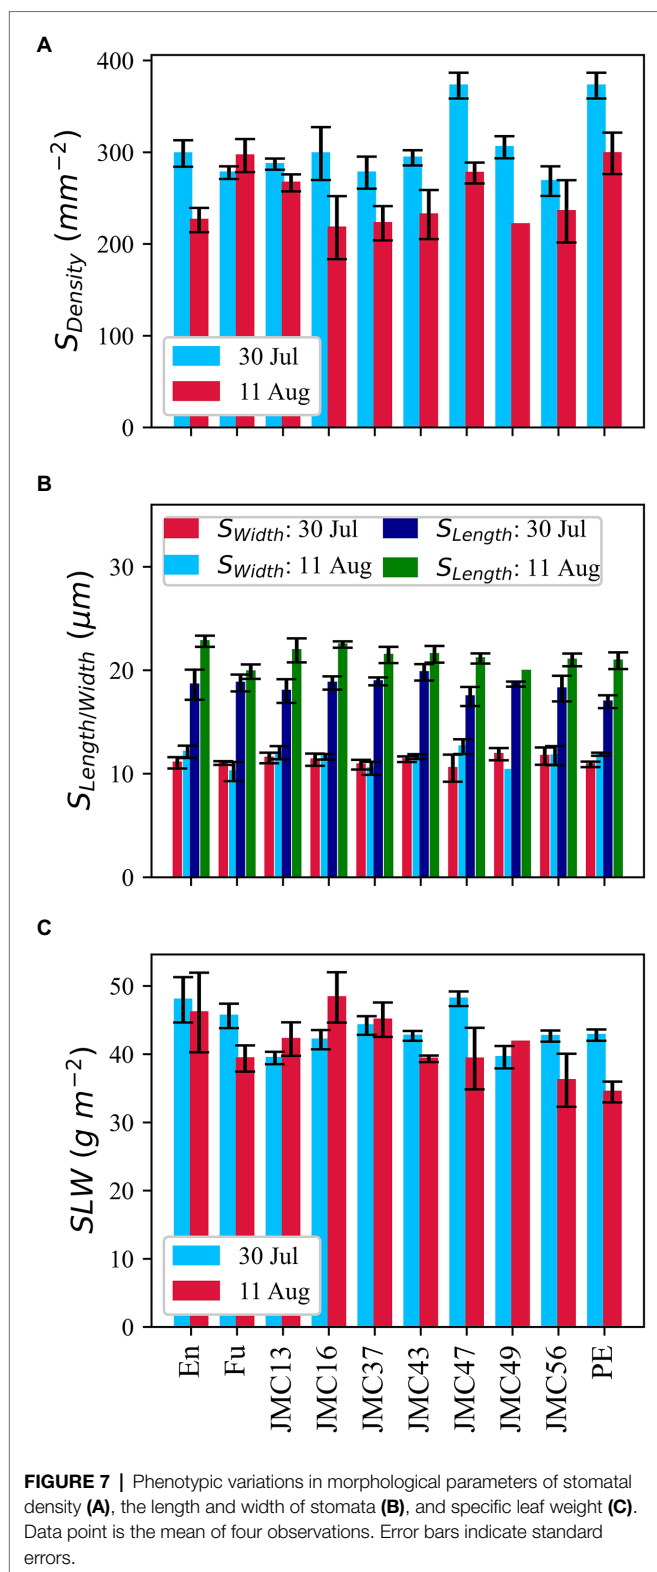 A
S_Density (mm⁻²)
400
300
200
100
0
30 Jul
11 Aug
B
S_Length/Width (μm)
30
20
10
0
S_Width: 30 Jul
S_Width: 11 Aug
S_Length: 30 Jul
S_Length: 11 Aug
C
SLW (g m⁻²)
50
40
30
20
10
0
30 Jul
11 Aug
En
Fu
JMC13
JMC16
JMC37
JMC43
JMC47
JMC49
JMC56
PE
FIGURE 7 | Phenotypic variations in morphological parameters of stomatal
density (A), the length and width of stomata (B), and specific leaf weight (C).
Data point is the mean of four observations. Error bars indicate standard
errors.